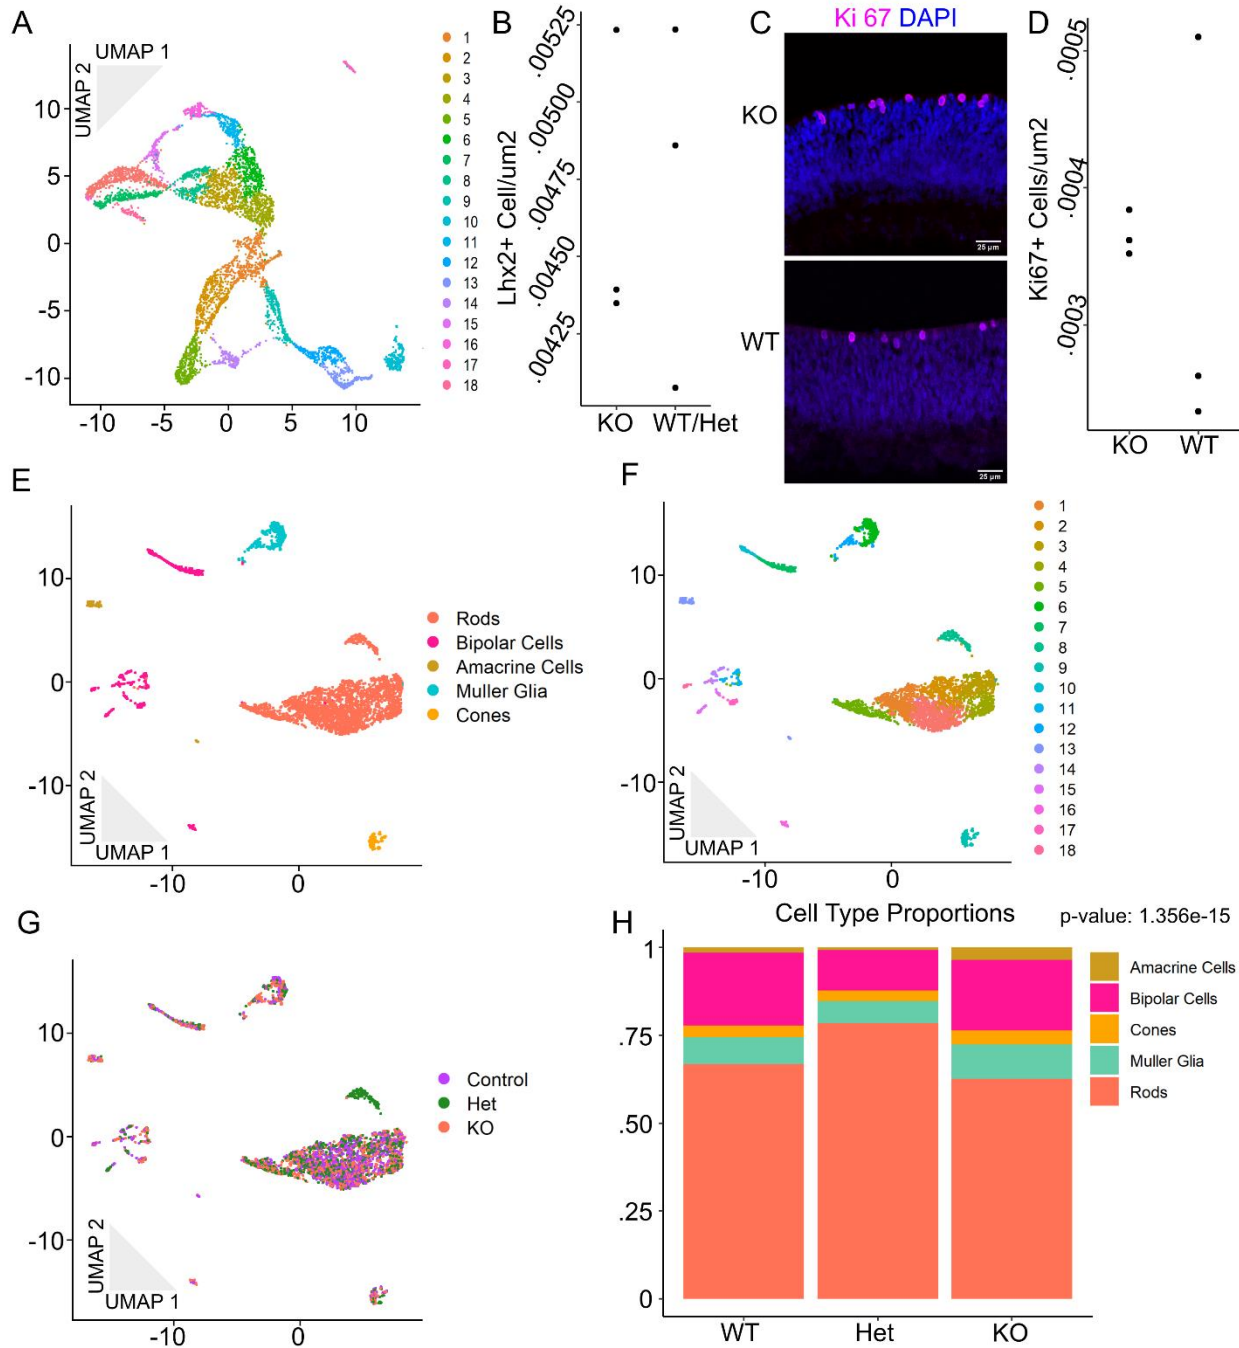 A
UMAP 1
UMAP 2
10
5
0
-5
-10
-10
-5
0
5
10
1
2
3
4
5
6
7
8
9
10
11
12
13
14
15
16
17
18
B
Lhx2+ Cell/um2
.00525
.00500
.00475
.00450
.00425
KO
WT/Het
C
Ki 67 DAPI
KO
25 μm
WT
25 μm
D
Ki67+ Cells/um2
.0005
.0004
.0003
KO
WT
E
10
0
-10
UMAP 2
UMAP 1
-10
0
Rods
Bipolar Cells
Amacrine Cells
Muller Glia
Cones
F
10
0
-10
UMAP 2
UMAP 1
-10
0
1
2
3
4
5
6
7
8
9
10
11
12
13
14
15
16
17
18
G
10
0
-10
UMAP 2
UMAP 1
-10
0
Control
Het
KO
H
Cell Type Proportions
p-value: 1.356e-15
1
.75
.50
.25
0
WT
Het
KO
Amacrine Cells
Bipolar Cells
Cones
Muller Glia
Rods